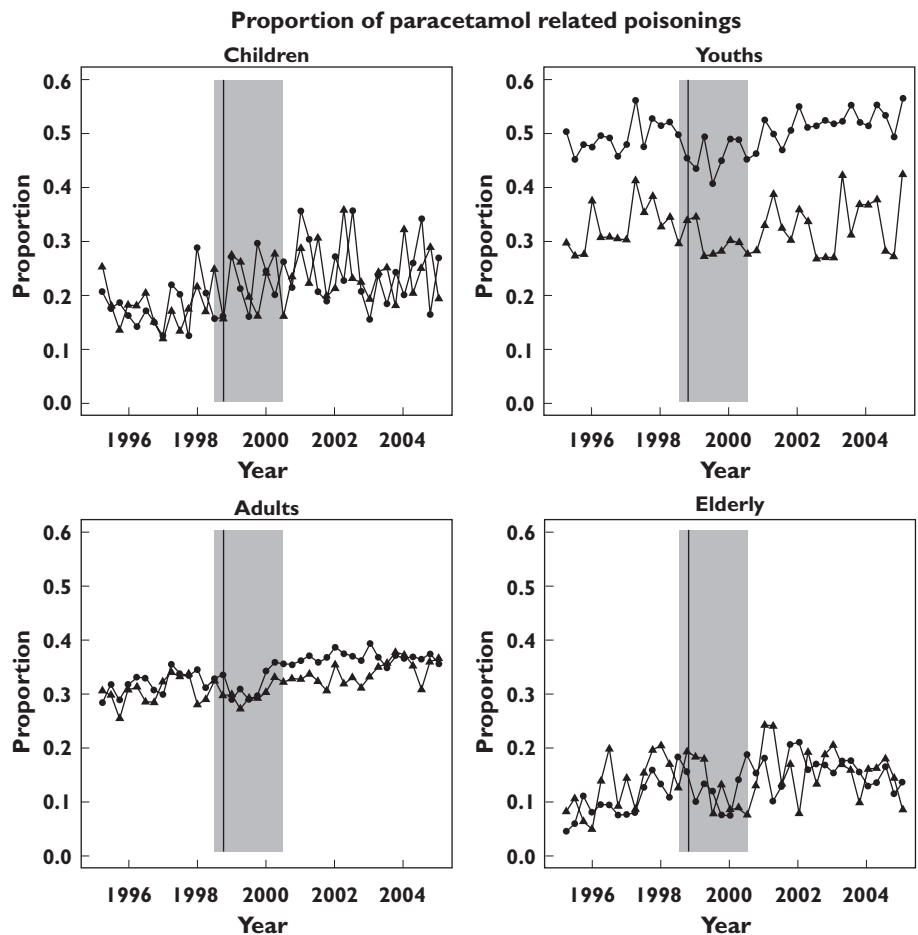 Proportion of paracetamol related poisonings
Children
0.6
0.5
0.4
0.3
0.2
0.1
0.0
Proportion
1996 1998 2000 2002 2004
Year
Youths
0.6
0.5
0.4
0.3
0.2
0.1
0.0
Proportion
1996 1998 2000 2002 2004
Year
Adults
0.6
0.5
0.4
0.3
0.2
0.1
0.0
Proportion
1996 1998 2000 2002 2004
Year
Elderly
0.6
0.5
0.4
0.3
0.2
0.1
0.0
Proportion
1996 1998 2000 2002 2004
Year